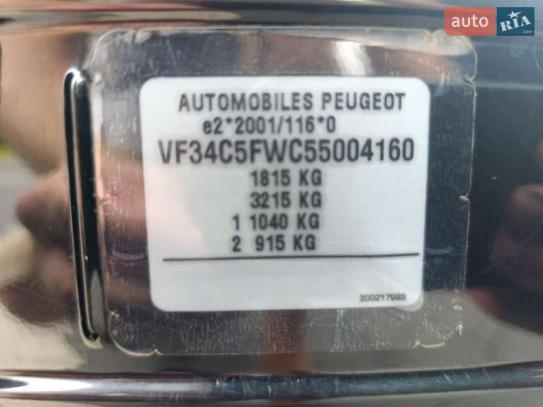 auto RIA
AUTOMOBILES PEUGEOT
e2*2001/116*0
VF34C5FWC55004160
1815 KG
3215 KG
1 1040 KG
2 915 KG
200217993